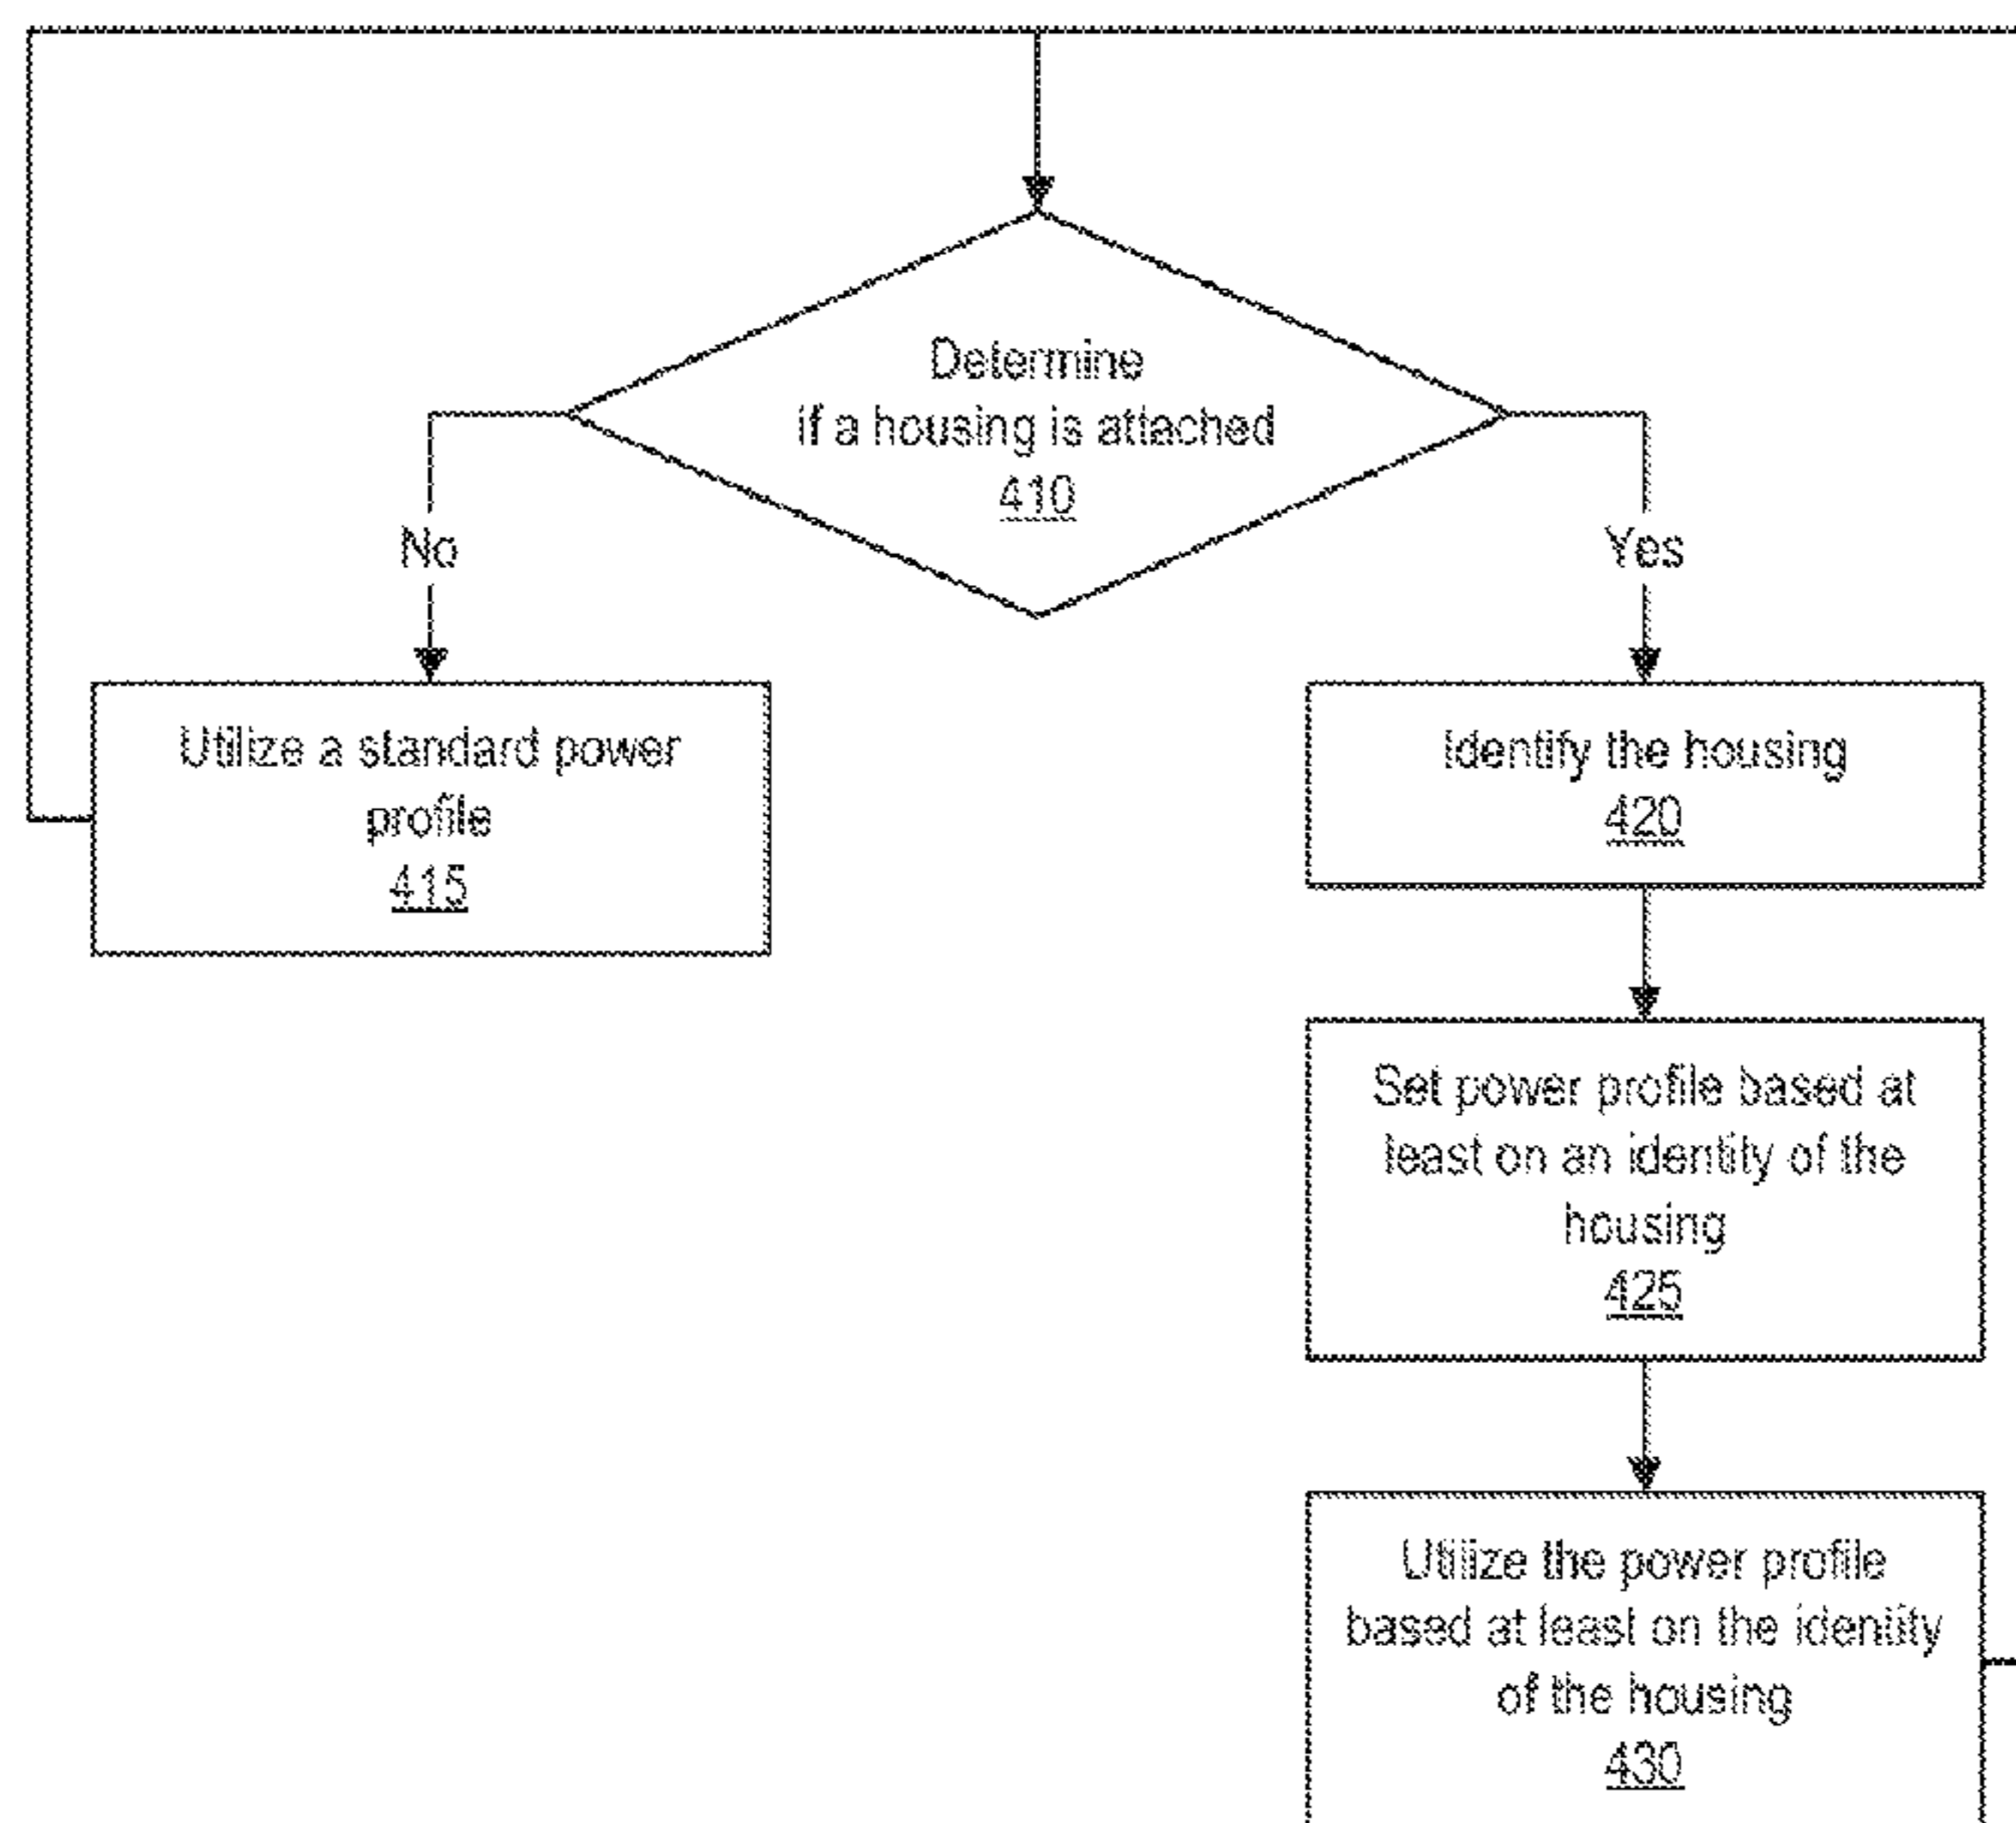 Determine
if a housing is attached
410
No
Yes
Utilize a standard power
profile
415
Identify the housing
420
Set power profile based at
least on an identity of the
housing
425
Utilize the power profile
based at least on the identity
of the housing
430